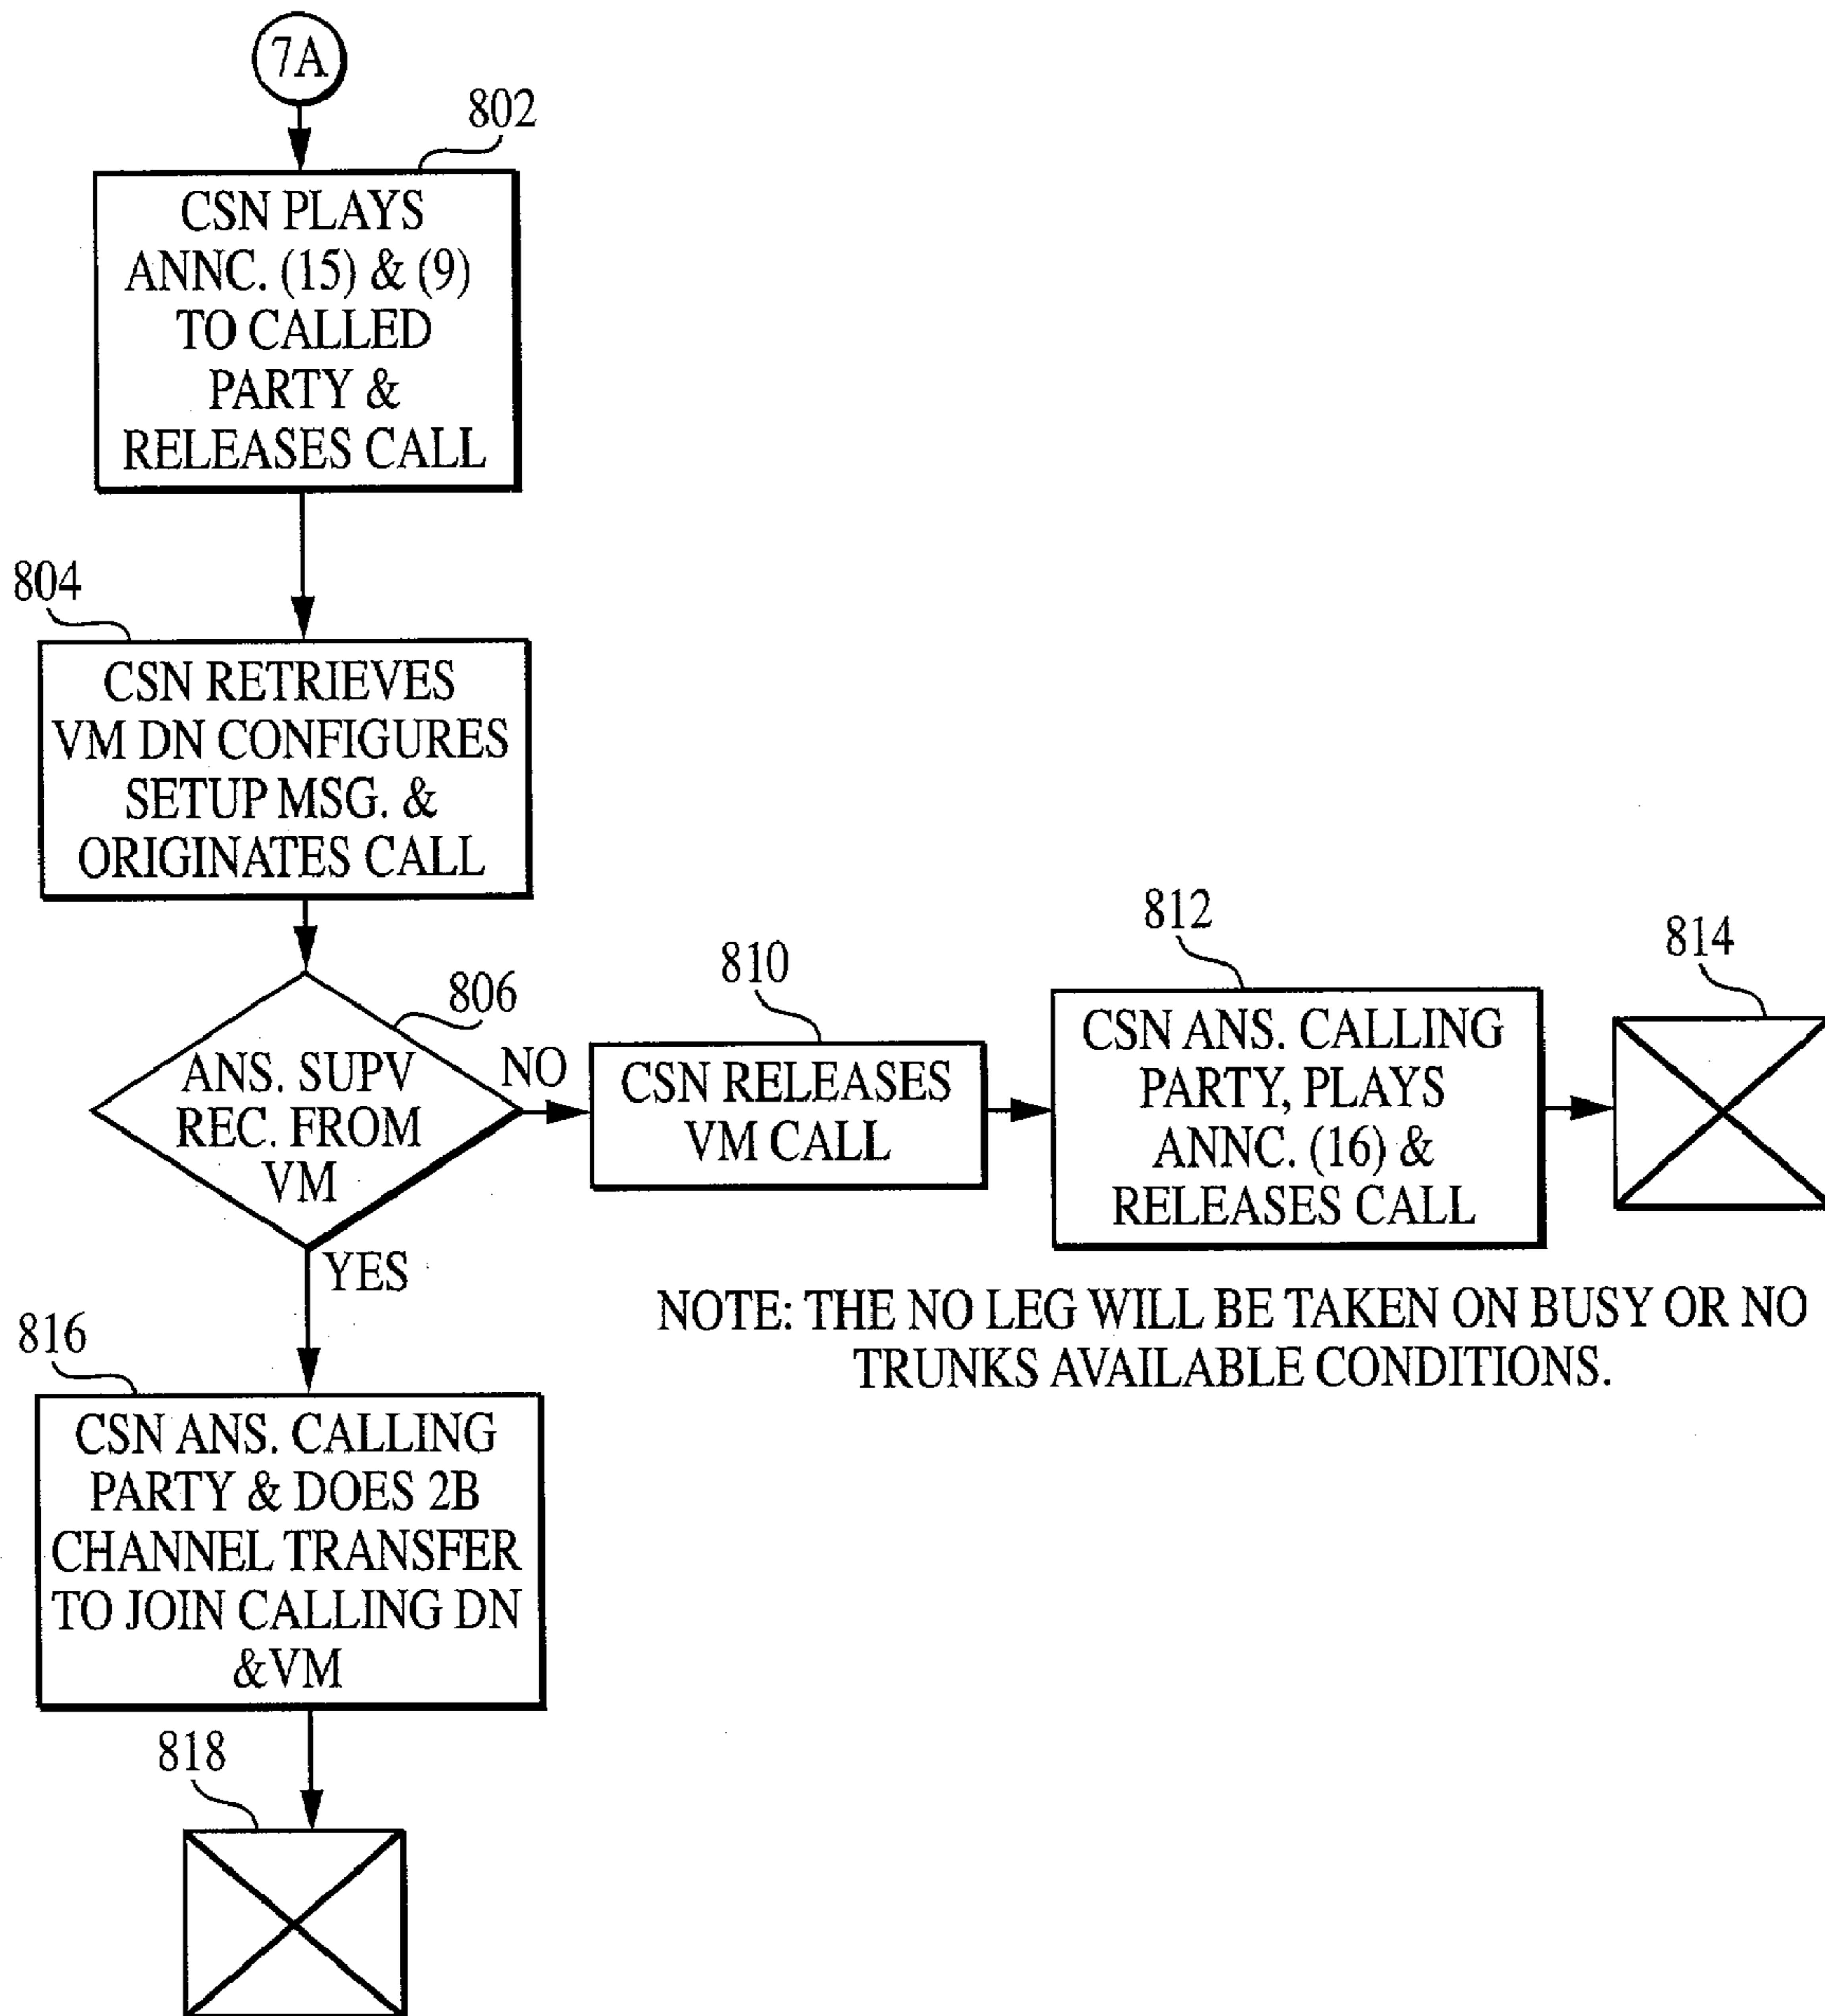 7A
802
CSN PLAYS
ANNC. (15) & (9)
TO CALLED
PARTY &
RELEASES CALL
804
CSN RETRIEVES
VM DN CONFIGURES
SETUP MSG. &
ORIGINATES CALL
806
ANS. SUPV
REC. FROM
VM
NO
810
CSN RELEASES
VM CALL
812
CSN ANS. CALLING
PARTY, PLAYS
ANNC. (16) &
RELEASES CALL
814
YES
NOTE: THE NO LEG WILL BE TAKEN ON BUSY OR NO
TRUNKS AVAILABLE CONDITIONS.
816
CSN ANS. CALLING
PARTY & DOES 2B
CHANNEL TRANSFER
TO JOIN CALLING DN
&VM
818